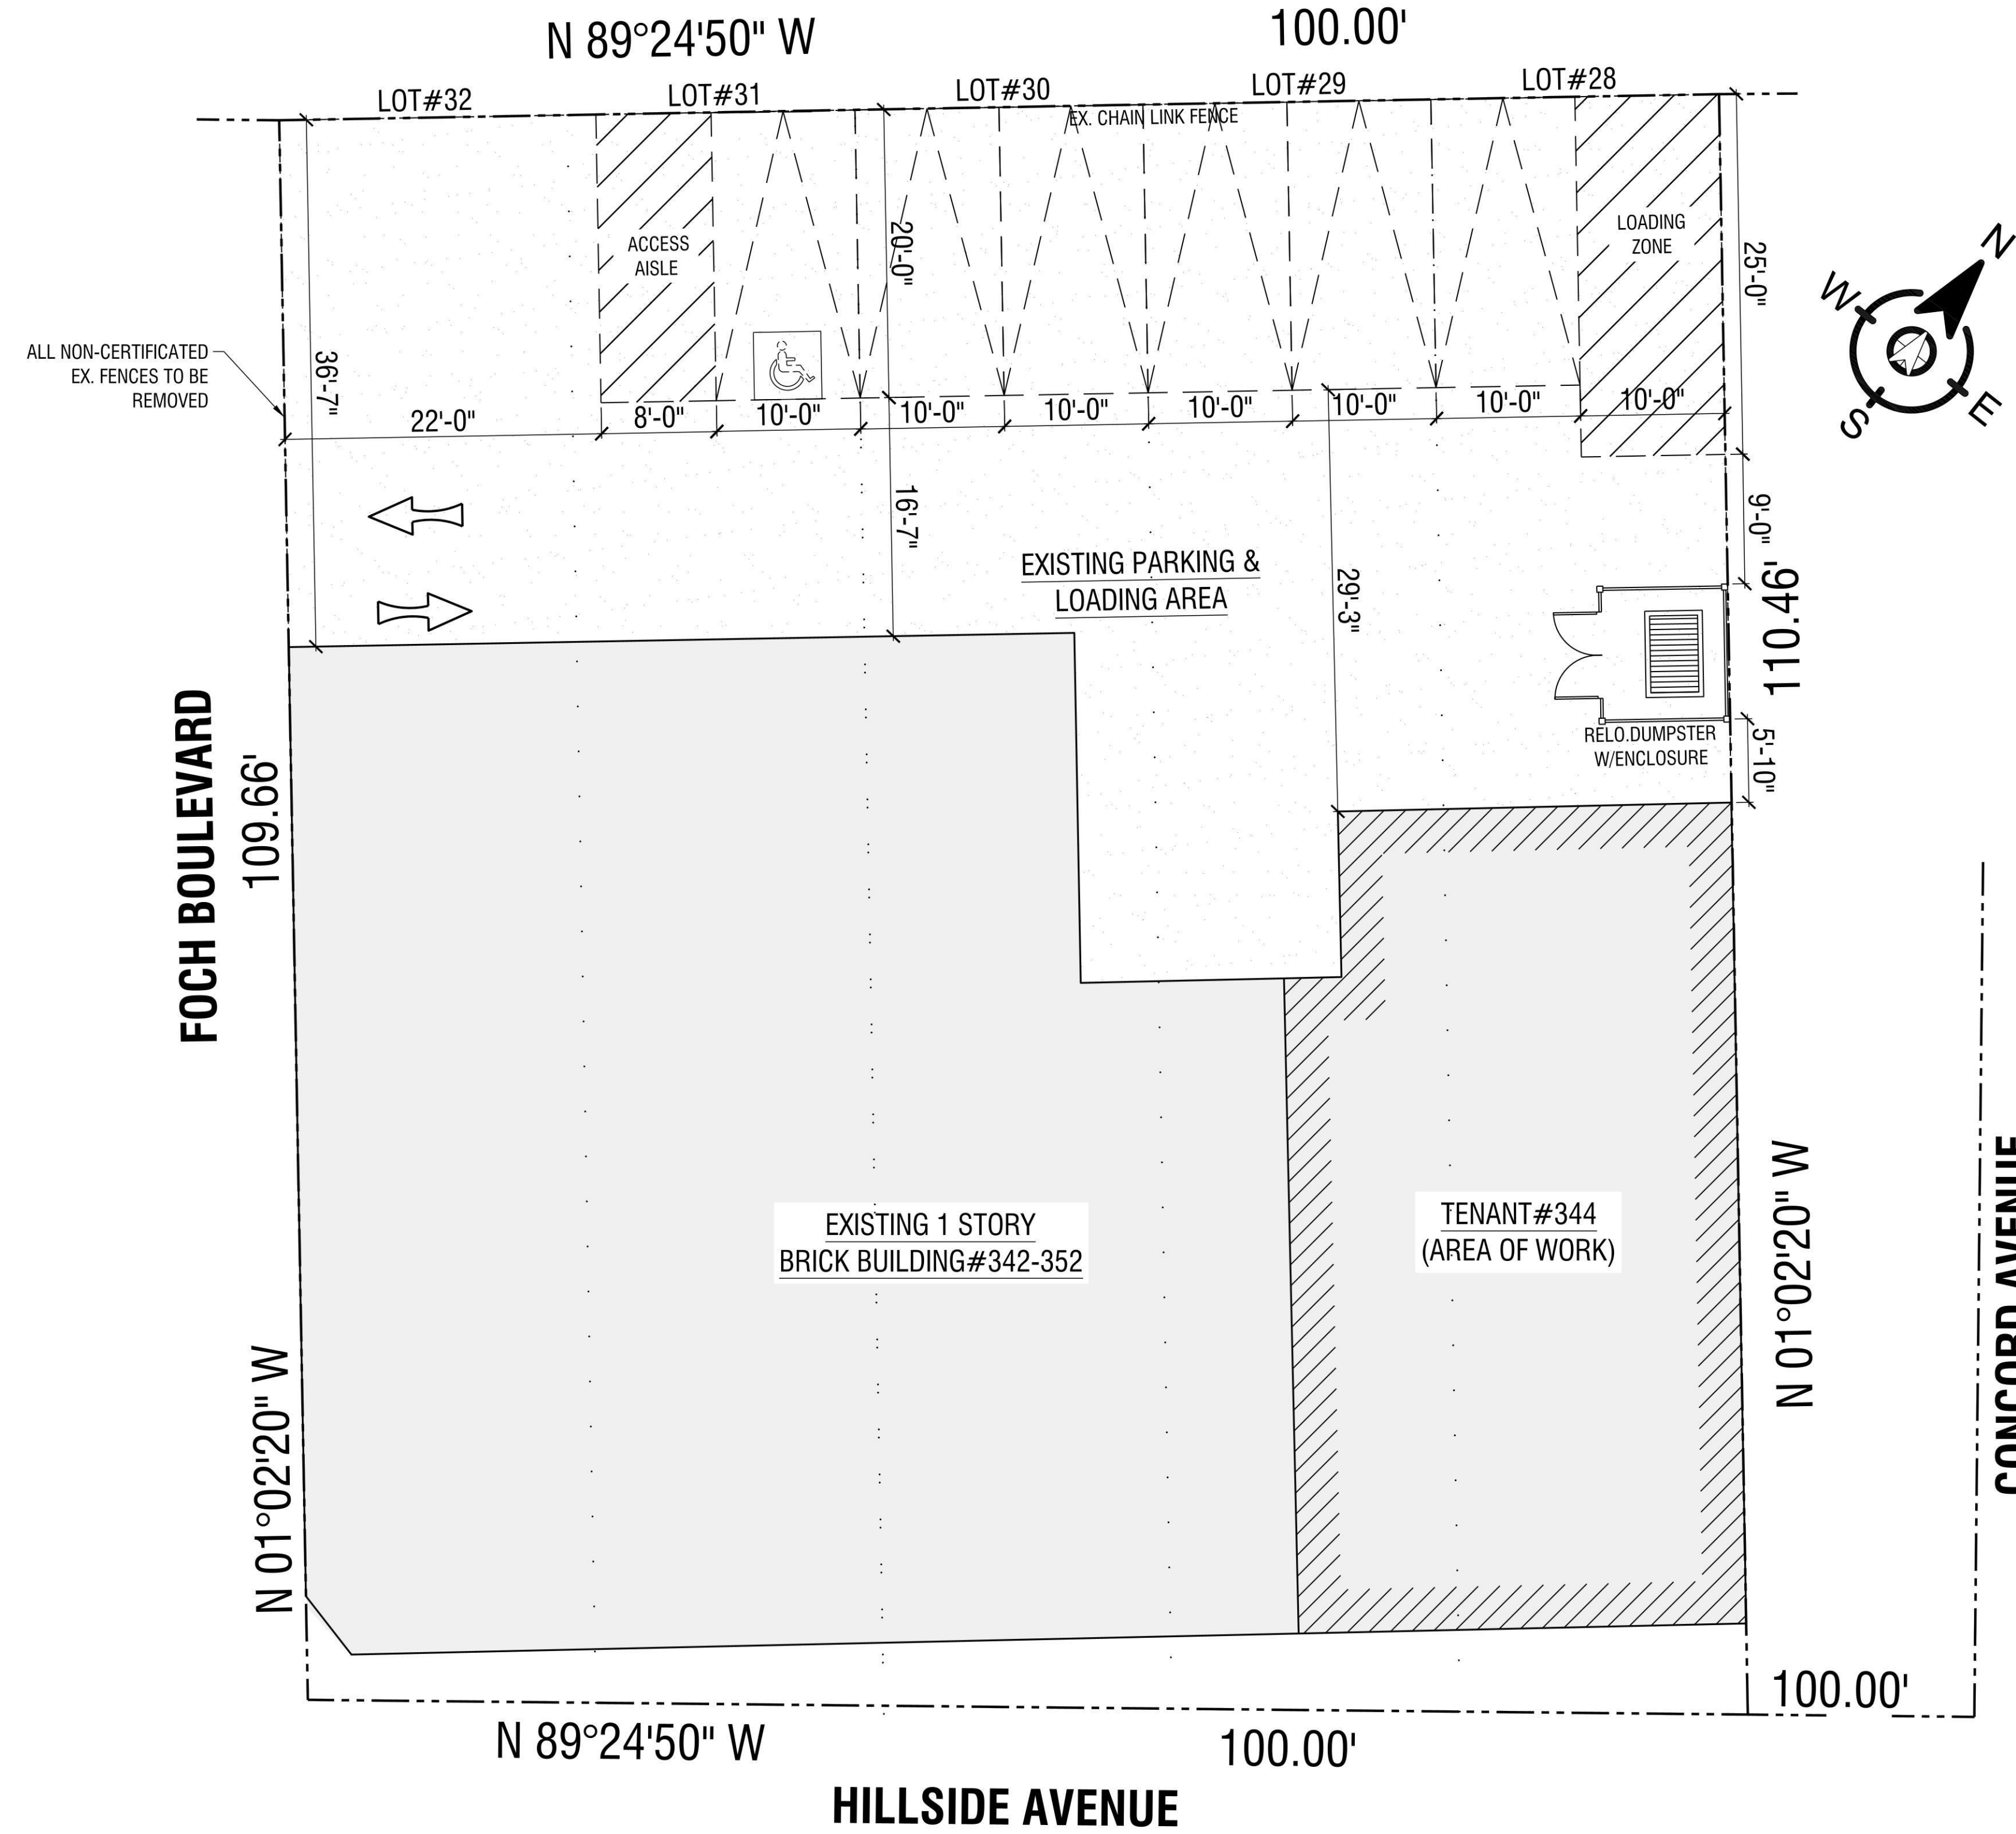 N 89°24'50" W
100.00'
LOT#32
LOT#31
LOT#30
LOT#29
LOT#28
EX. CHAIN LINK FENCE
ACCESS
AISLE
20'-0"
LOADING
ZONE
25'-0"
N
W
E
S
ALL NON-CERTIFICATED
EX. FENCES TO BE
REMOVED
36'-7"
22'-0"
8'-0"
10'-0"
10'-0"
10'-0"
10'-0"
10'-0"
10'-0"
10'-0"
16'-7"
9'-0"
EXISTING PARKING &
LOADING AREA
29'-3"
110.46'
RELO.DUMPSTER
W/ENCLOSURE
5'-10"
FOCH BOULEVARD
109.66'
EXISTING 1 STORY
BRICK BUILDING#342-352
TENANT#344
(AREA OF WORK)
N 01°02'20" W
N 01°02'20" W
CONCORD AVENUE
100.00'
N 89°24'50" W
100.00'
HILLSIDE AVENUE